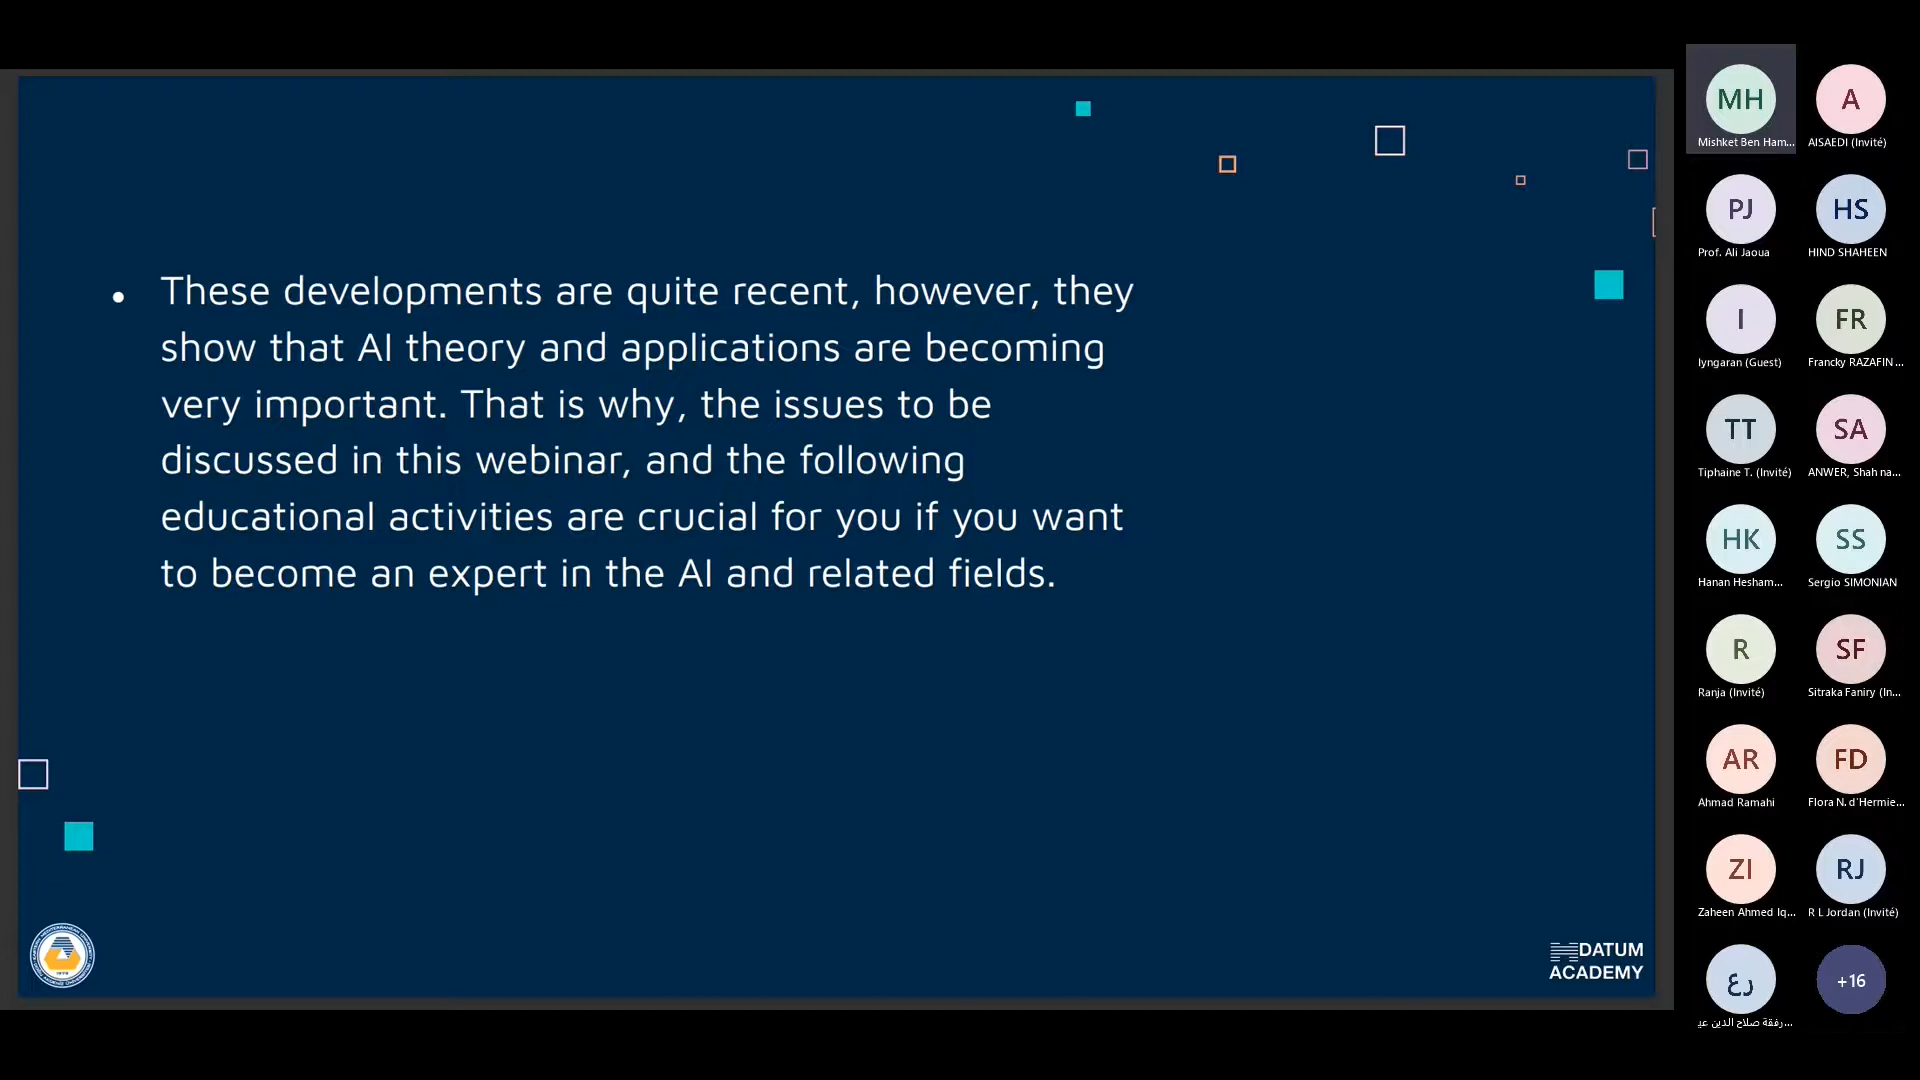 • These developments are quite recent, however, they
show that AI theory and applications are becoming
very important. That is why, the issues to be
discussed in this webinar, and the following
educational activities are crucial for you if you want
to become an expert in the AI and related fields.
DATUM
ACADEMY
MH
Mishket Ben Ham...
A
AISAEDI (Invité)
PJ
Prof. Ali Jaoua
HS
HIND SHAHEEN
I
Iyngaran (Guest)
FR
Francky RAZAFIN...
TT
Tiphaine T. (Invité)
SA
ANWER, Shah na...
HK
Hanan Hesham...
SS
Sergio SIMONIAN
R
Ranja (Invité)
SF
Sitraka Faniry (In...
AR
Ahmad Ramahi
FD
Flora N. d'Hermie...
ZI
Zaheen Ahmed Iq...
RJ
R L Jordan (Invité)
رع
رفقة صلاح الدين عي...
+16